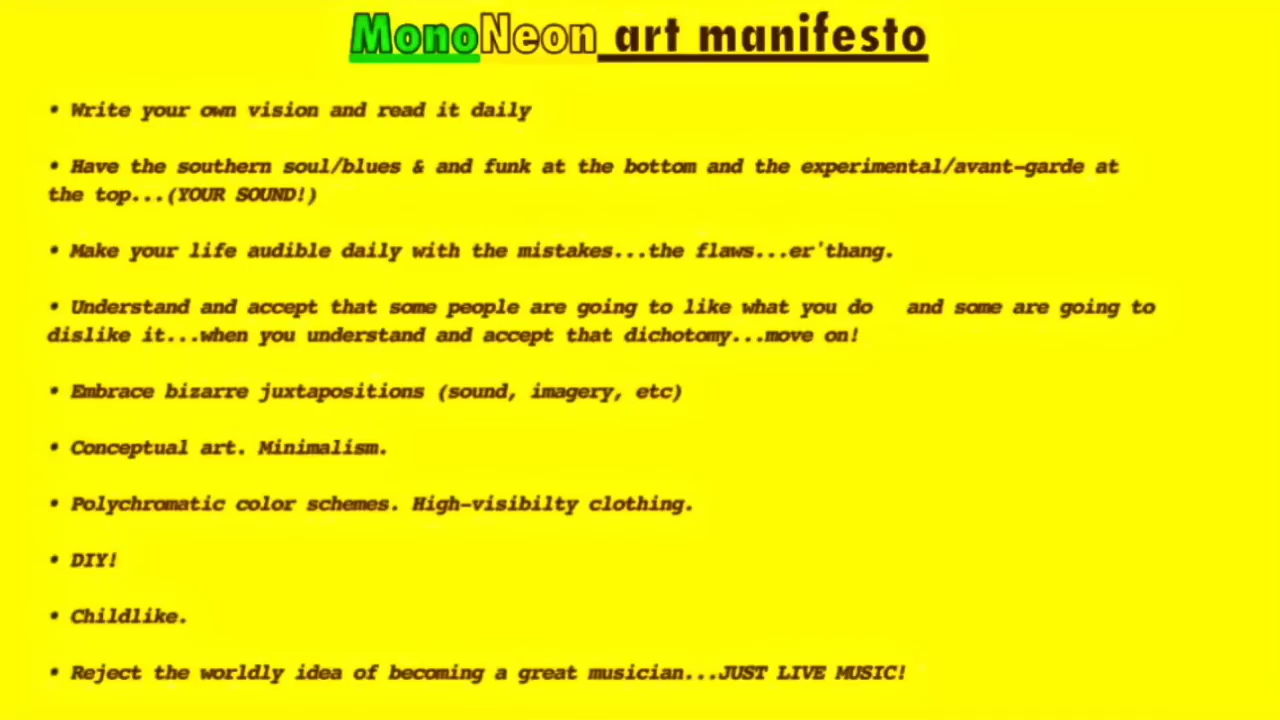 MonoNeon art manifesto
• Write your own vision and read it daily
• Have the southern soul/blues & and funk at the bottom and the experimental/avant-garde at
the top...(YOUR SOUND!)
• Make your life audible daily with the mistakes...the flaws...er'thang.
• Understand and accept that some people are going to like what you do and some are going to
dislike it...when you understand and accept that dichotomy...move on!
• Embrace bizarre juxtapositions (sound, imagery, etc)
• Conceptual art. Minimalism.
• Polychromatic color schemes. High-visibilty clothing.
• DIY!
• Childlike.
• Reject the worldly idea of becoming a great musician...JUST LIVE MUSIC!